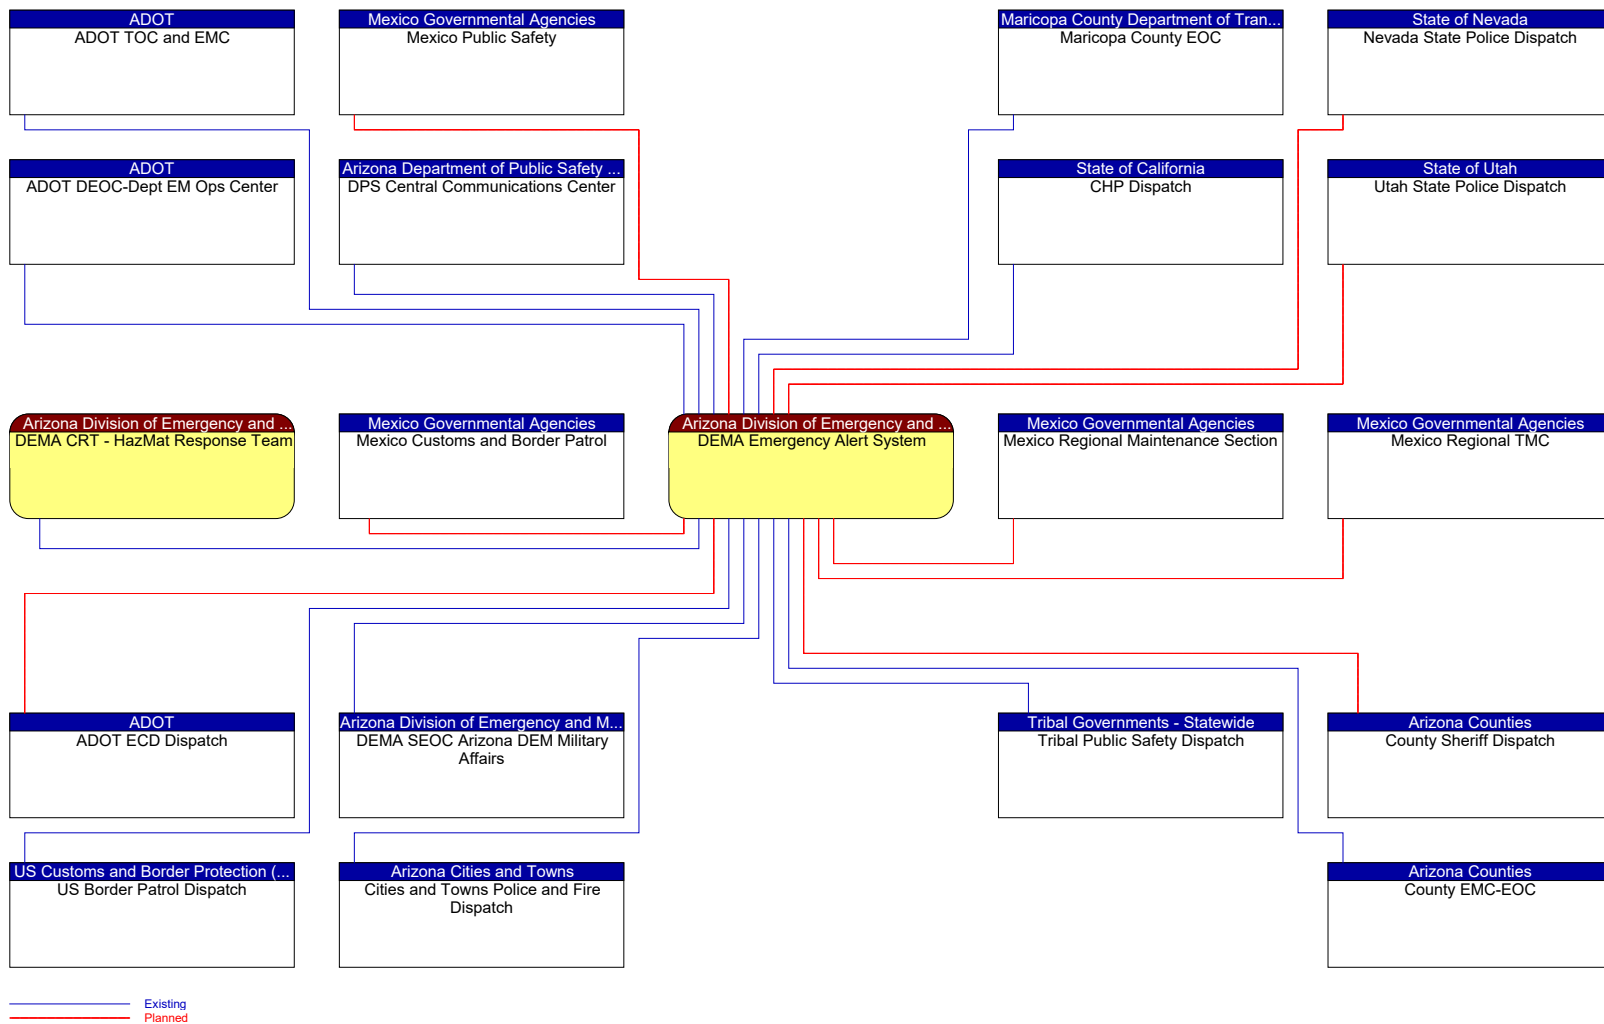 ADOT
ADOT TOC and EMC
Mexico Governmental Agencies
Mexico Public Safety
Maricopa County Department of Tran...
Maricopa County EOC
State of Nevada
Nevada State Police Dispatch
ADOT
ADOT DEOC-Dept EM Ops Center
Arizona Department of Public Safety ...
DPS Central Communications Center
State of California
CHP Dispatch
State of Utah
Utah State Police Dispatch
Arizona Division of Emergency and ...
DEMA CRT - HazMat Response Team
Mexico Governmental Agencies
Mexico Customs and Border Patrol
Arizona Division of Emergency and ...
DEMA Emergency Alert System
Mexico Governmental Agencies
Mexico Regional Maintenance Section
Mexico Governmental Agencies
Mexico Regional TMC
ADOT
ADOT ECD Dispatch
Arizona Division of Emergency and M...
DEMA SEOC Arizona DEM Military
Affairs
Tribal Governments - Statewide
Tribal Public Safety Dispatch
Arizona Counties
County Sheriff Dispatch
US Customs and Border Protection (...
US Border Patrol Dispatch
Arizona Cities and Towns
Cities and Towns Police and Fire
Dispatch
Arizona Counties
County EMC-EOC
Existing
Planned